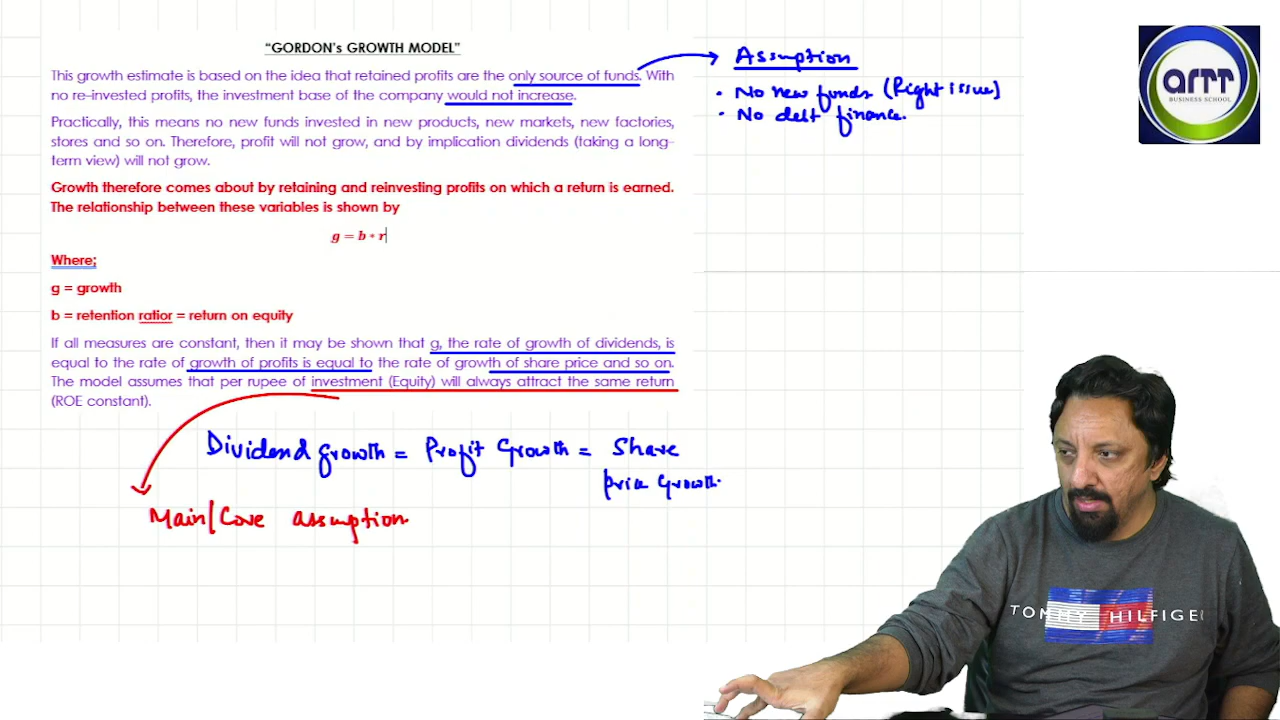 "GORDON's GROWTH MODEL"
This growth estimate is based on the idea that retained profits are the only source of funds. With
no re-invested profits, the investment base of the company would not increase.
Practically, this means no new funds invested in new products, new markets, new factories,
stores and so on. Therefore, profit will not grow, and by implication dividends (taking a long-
term view) will not grow.
Growth therefore comes about by retaining and reinvesting profits on which a return is earned.
The relationship between these variables is shown by
g = b * r
Where;
g = growth
b = retention ratior = return on equity
If all measures are constant, then it may be shown that g, the rate of growth of dividends, is
equal to the rate of growth of profits is equal to the rate of growth of share price and so on.
The model assumes that per rupee of investment (Equity) will always attract the same return
(ROE constant).
Dividend growth = Profit Growth = Share
price Growth.
Main/Core assumption
Assumption
• No new funds (Right issue)
• No debt finance.
ARTT
BUSINESS SCHOOL
TOMMY HILFIGE